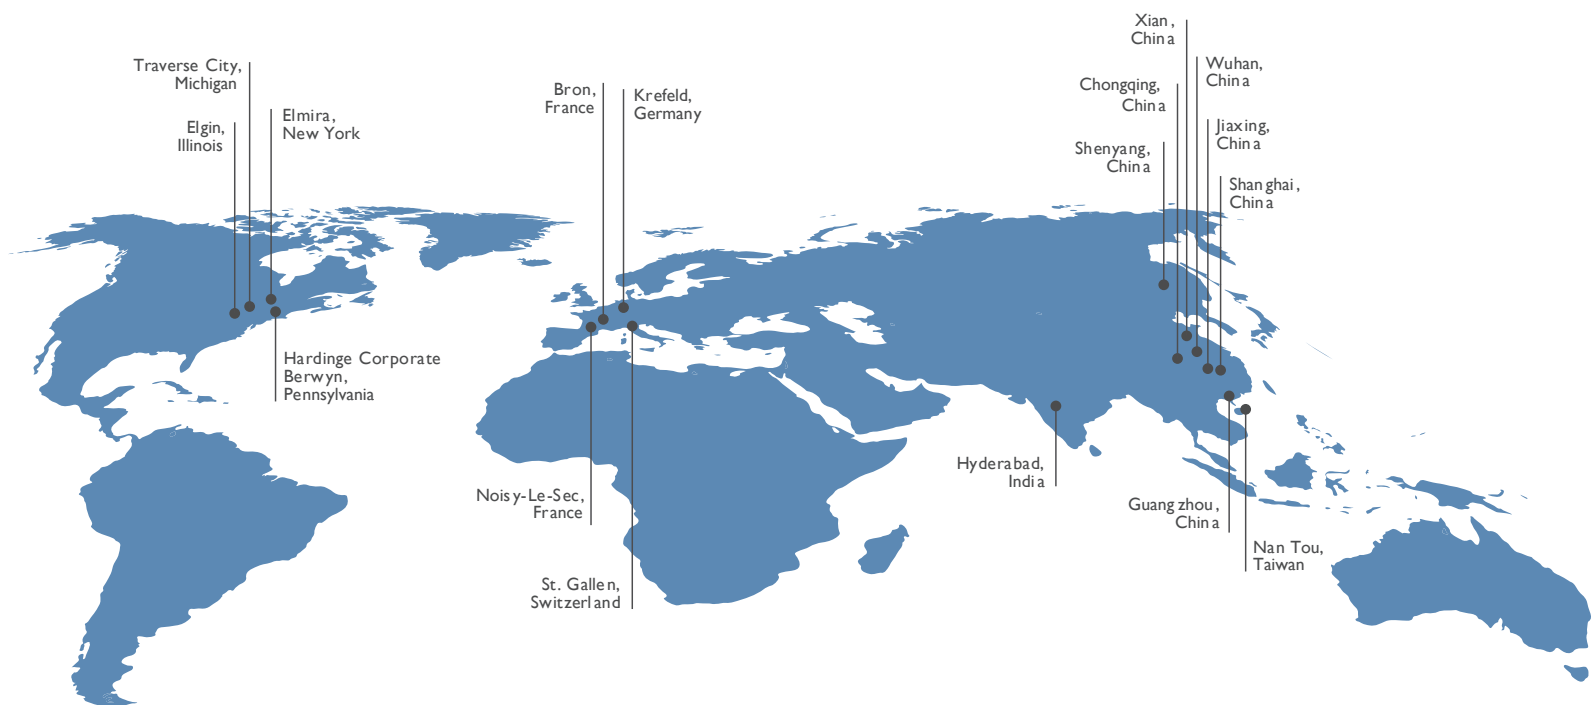 Traverse City,
Michigan
Elgin,
Illinois
Elmira,
New York
Hardinge Corporate
Berwyn,
Pennsylvania
Bron,
France
Krefeld,
Germany
Noisy-Le-Sec,
France
St. Gallen,
Switzerland
Xian,
China
Wuhan,
China
Chongqing,
China
Jiaxing,
China
Shenyang,
China
Shanghai,
China
Hyderabad,
India
Guangzhou,
China
Nan Tou,
Taiwan